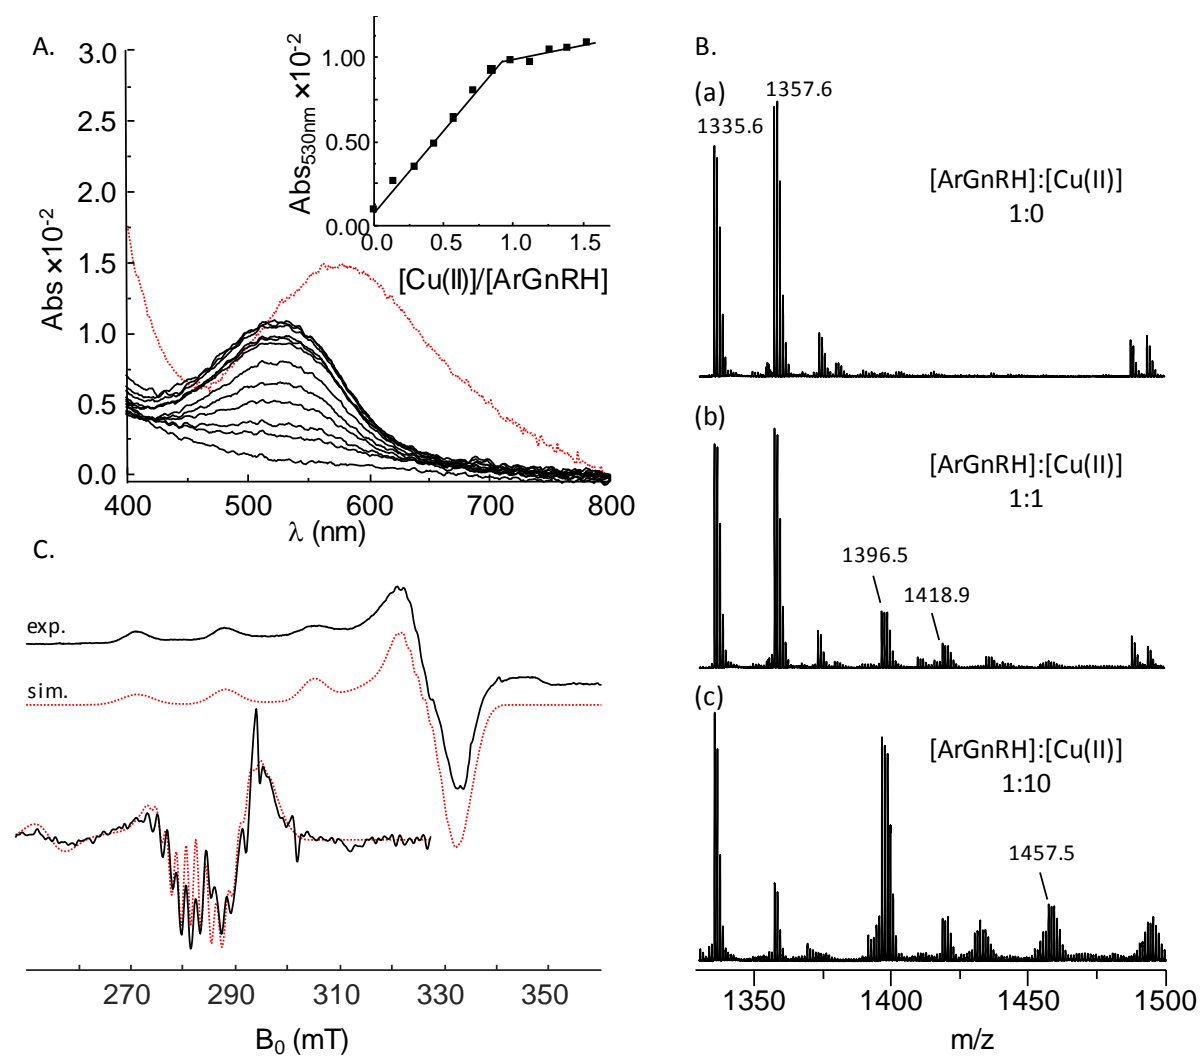 A.
3.0
2.5
2.0
1.5
1.0
0.5
0.0
Abs ×10⁻²
400 500 600 700 800
λ (nm)
1.00
0.50
0.00
Abs₅₃₀ₙₘ ×10⁻²
0.0 0.5 1.0 1.5
[Cu(II)]/[ArGnRH]
B.
(a)
1335.6
1357.6
[ArGnRH]:[Cu(II)]
1:0
(b)
[ArGnRH]:[Cu(II)]
1:1
1396.5
1418.9
(c)
[ArGnRH]:[Cu(II)]
1:10
1457.5
1350 1400 1450 1500
m/z
C.
exp.
sim.
270 290 310 330 350
B₀ (mT)